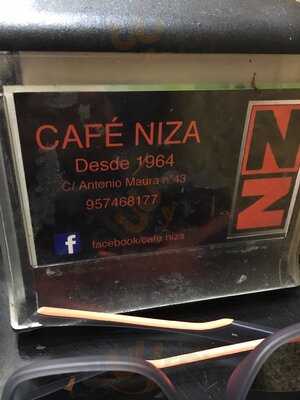 CAFÉ NIZA
Desde 1964
C/ Antonio Maura nº43
957468177
facebook/cafe niza
NZ